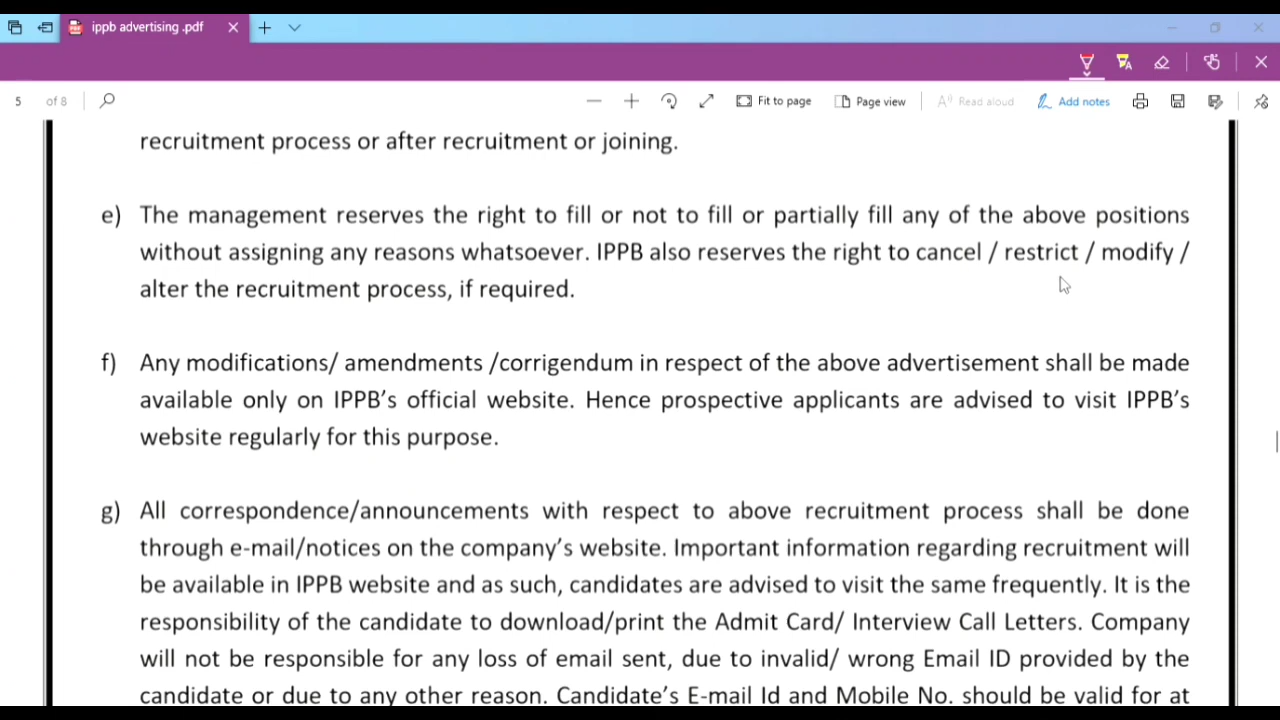 ippb advertising .pdf
5 of 8
Fit to page
Page view
Read aloud
Add notes
recruitment process or after recruitment or joining.
e) The management reserves the right to fill or not to fill or partially fill any of the above positions
without assigning any reasons whatsoever. IPPB also reserves the right to cancel / restrict / modify /
alter the recruitment process, if required.
f) Any modifications/ amendments /corrigendum in respect of the above advertisement shall be made
available only on IPPB's official website. Hence prospective applicants are advised to visit IPPB's
website regularly for this purpose.
g) All correspondence/announcements with respect to above recruitment process shall be done
through e-mail/notices on the company's website. Important information regarding recruitment will
be available in IPPB website and as such, candidates are advised to visit the same frequently. It is the
responsibility of the candidate to download/print the Admit Card/ Interview Call Letters. Company
will not be responsible for any loss of email sent, due to invalid/ wrong Email ID provided by the
candidate or due to any other reason. Candidate's E-mail Id and Mobile No. should be valid for at